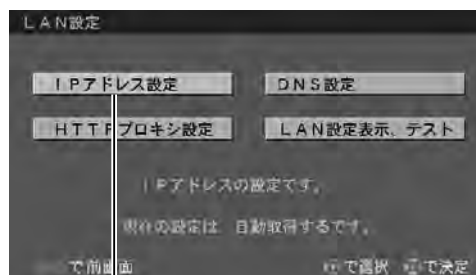 LAN設定
IPアドレス設定
DNS設定
HTTPプロキシ設定
LAN設定表示、テスト
IPアドレスの設定です。
現在の設定は 自動取得するです。
で前画面 で選択 で決定